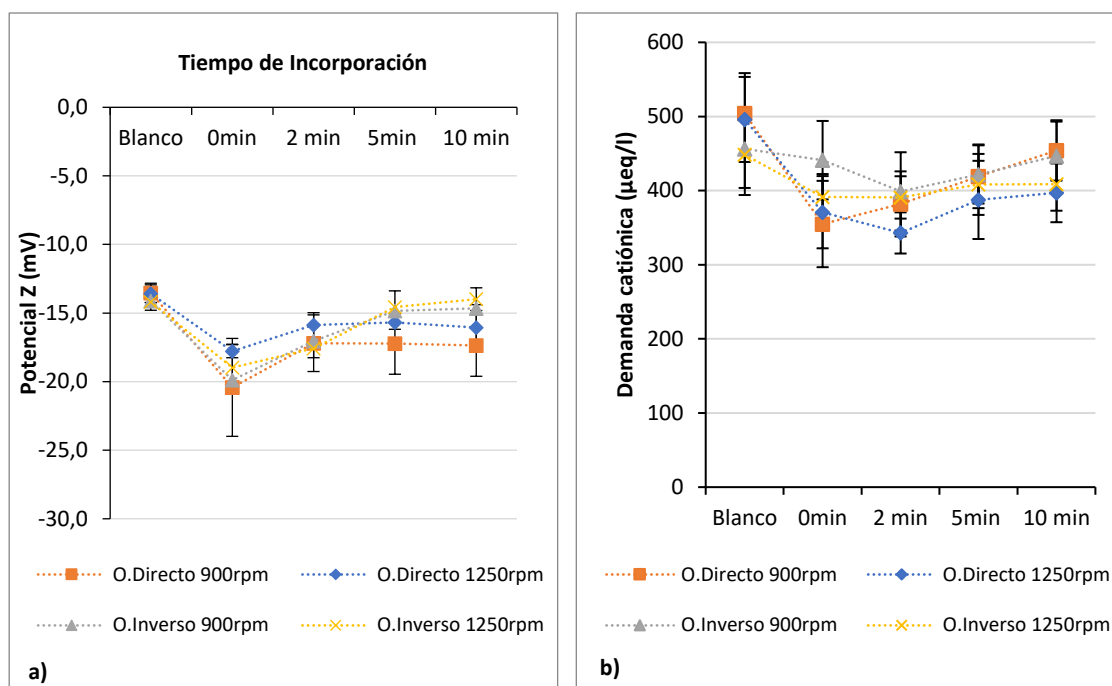 Tiempo de Incorporación
0,0
Blanco 0min 2 min 5min 10 min
-5,0
-10,0
-15,0
-20,0
-25,0
-30,0
Potencial Z (mV)
O.Directo 900rpm O.Directo 1250rpm
O.Inverso 900rpm O.Inverso 1250rpm
a)
600
500
400
300
200
100
0
Demanda catiónica (µeq/l)
Blanco 0min 2 min 5min 10 min
O.Directo 900rpm O.Directo 1250rpm
O.Inverso 900rpm O.Inverso 1250rpm
b)